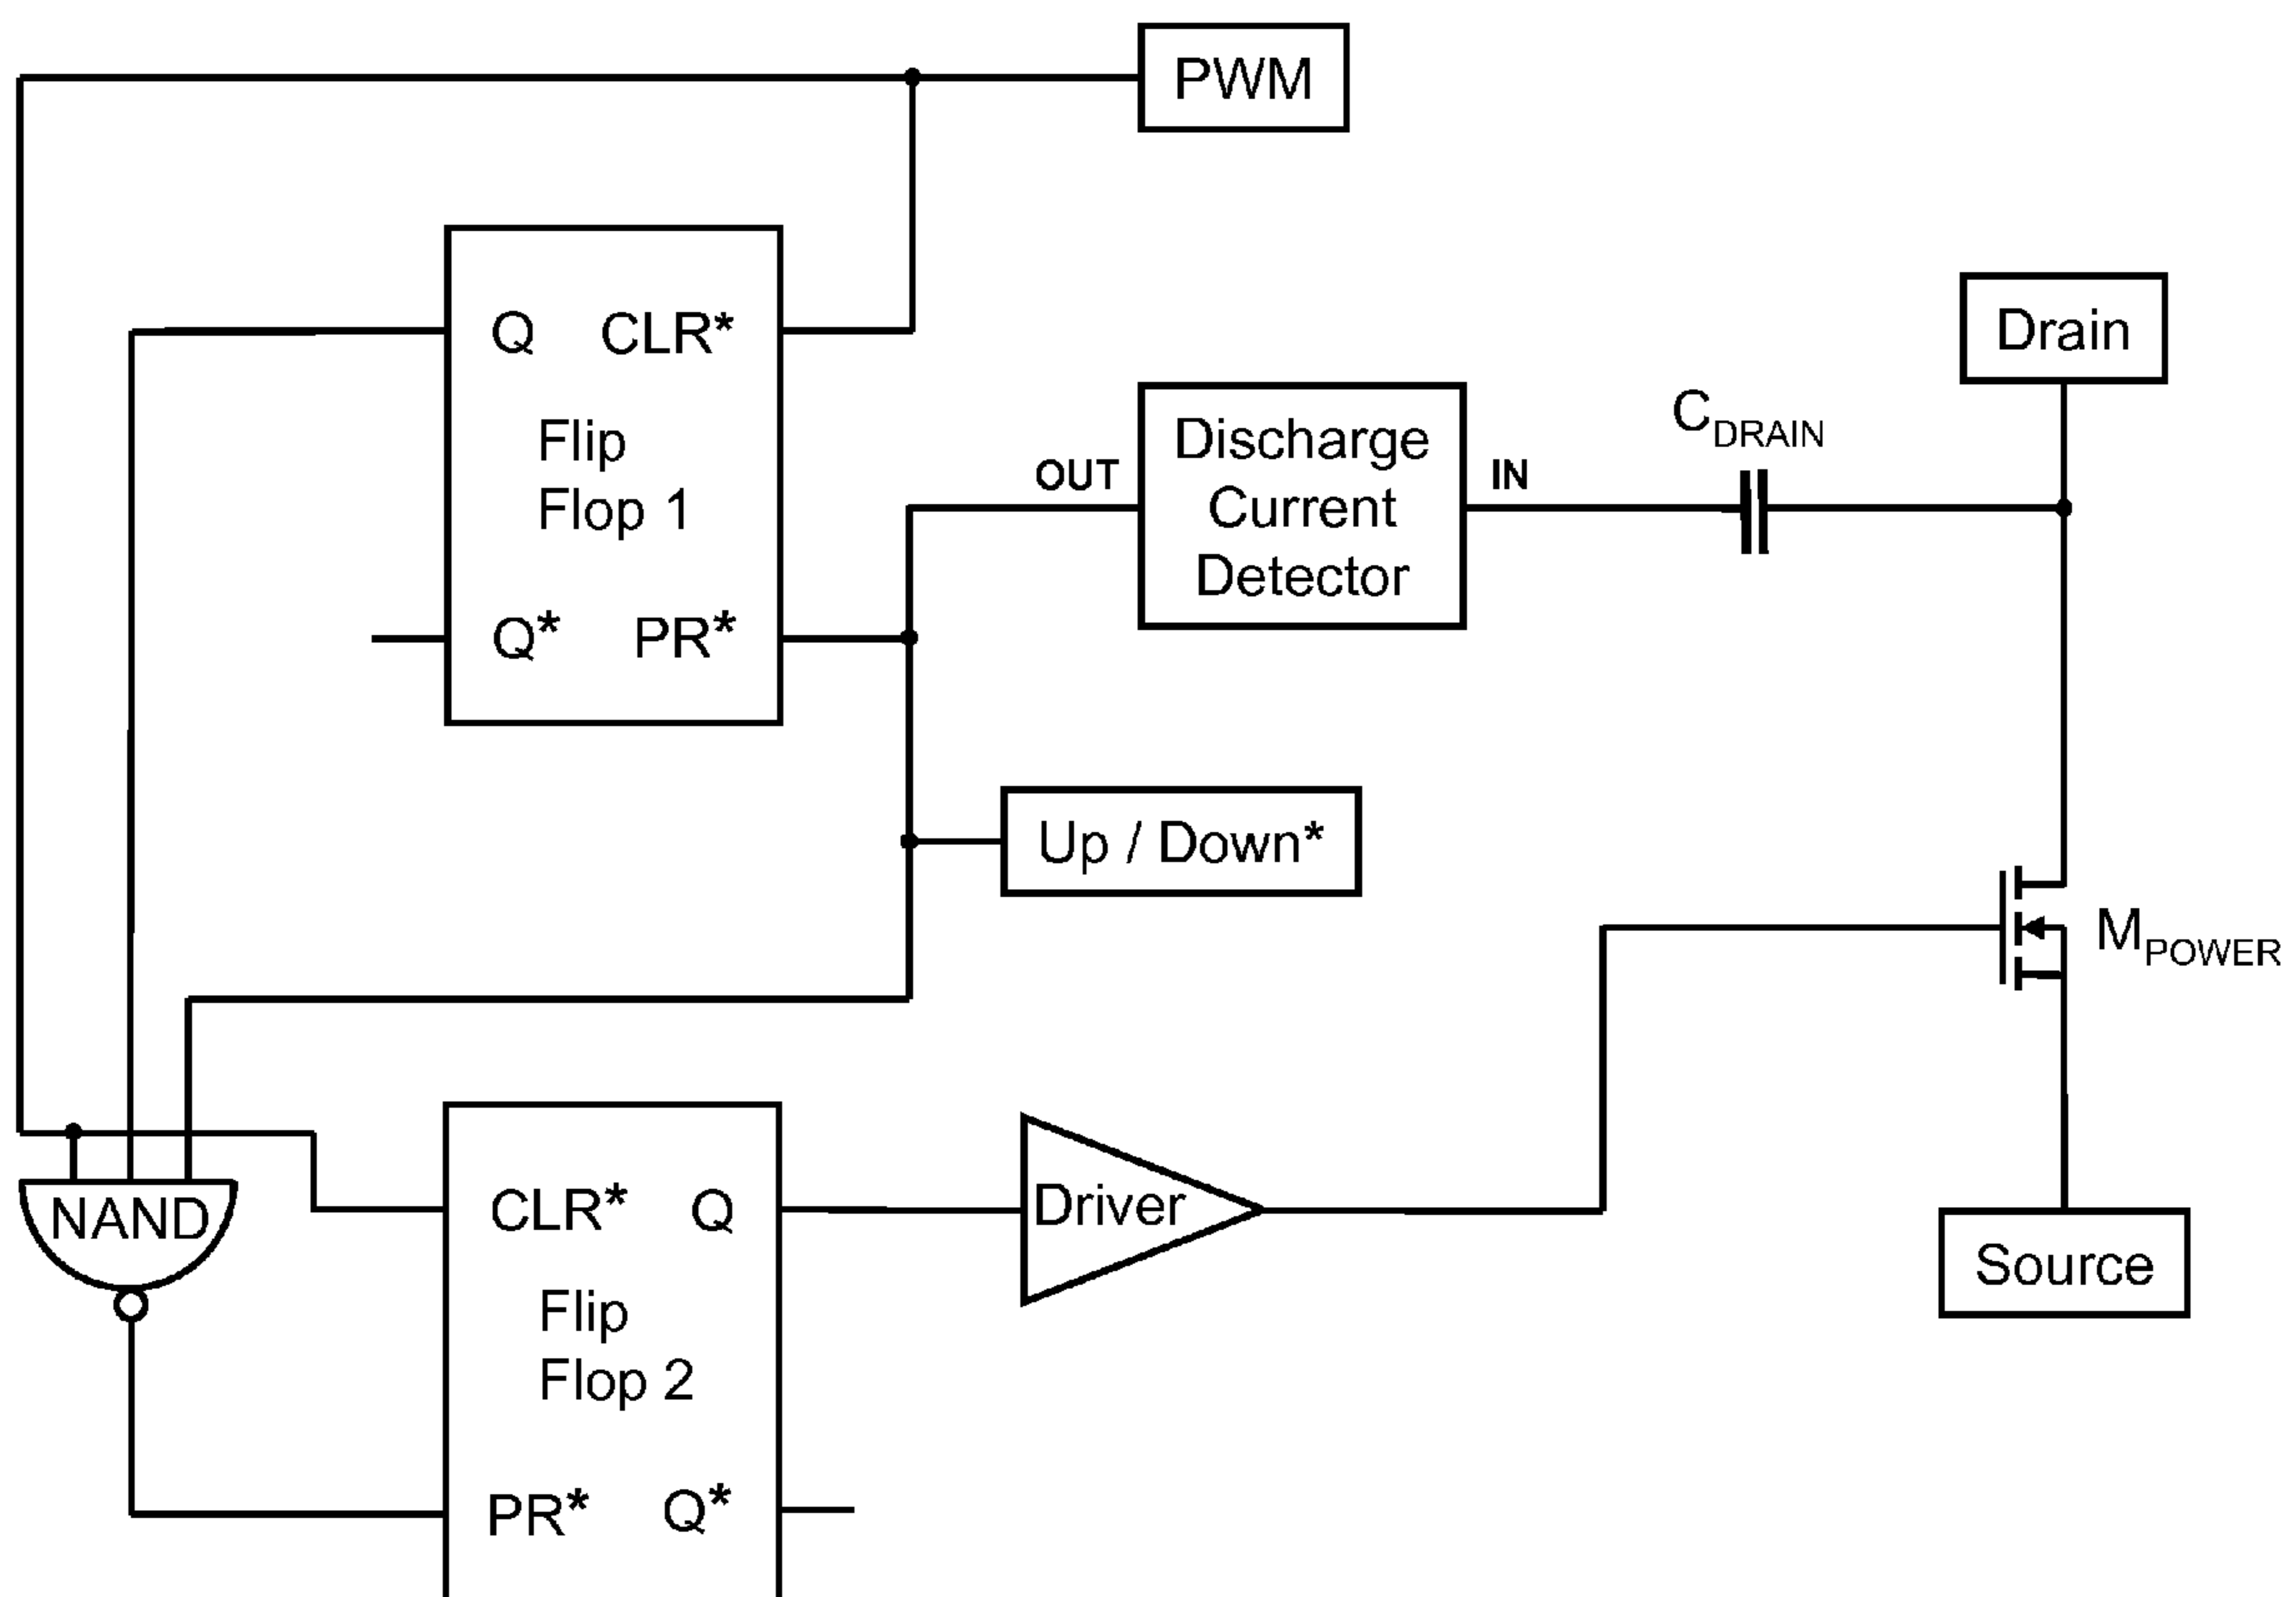 PWM
Q CLR*
Flip
Flop 1
Q* PR*
OUT
Discharge
Current
Detector
IN
CDRAIN
Drain
Up / Down*
MPOWER
NAND
CLR* Q
Flip
Flop 2
PR* Q*
Driver
Source